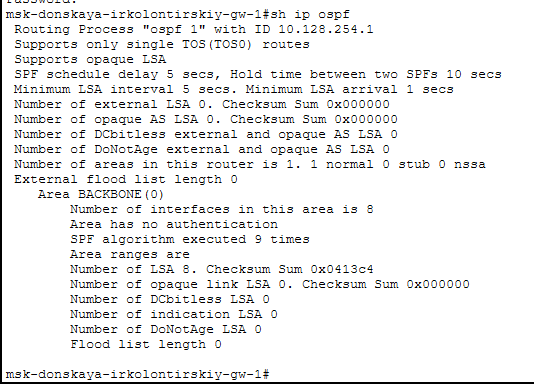 msk-donskaya-irkolontirskiy-gw-1#sh ip ospf
Routing Process "ospf 1" with ID 10.128.254.1
Supports only single TOS(TOS0) routes
Supports opaque LSA
SPF schedule delay 5 secs, Hold time between two SPFs 10 secs
Minimum LSA interval 5 secs. Minimum LSA arrival 1 secs
Number of external LSA 0. Checksum Sum 0x000000
Number of opaque AS LSA 0. Checksum Sum 0x000000
Number of DCbitless external and opaque AS LSA 0
Number of DoNotAge external and opaque AS LSA 0
Number of areas in this router is 1. 1 normal 0 stub 0 nssa
External flood list length 0
Area BACKBONE(0)
Number of interfaces in this area is 8
Area has no authentication
SPF algorithm executed 9 times
Area ranges are
Number of LSA 8. Checksum Sum 0x0413c4
Number of opaque link LSA 0. Checksum Sum 0x000000
Number of DCbitless LSA 0
Number of indication LSA 0
Number of DoNotAge LSA 0
Flood list length 0
msk-donskaya-irkolontirskiy-gw-1#